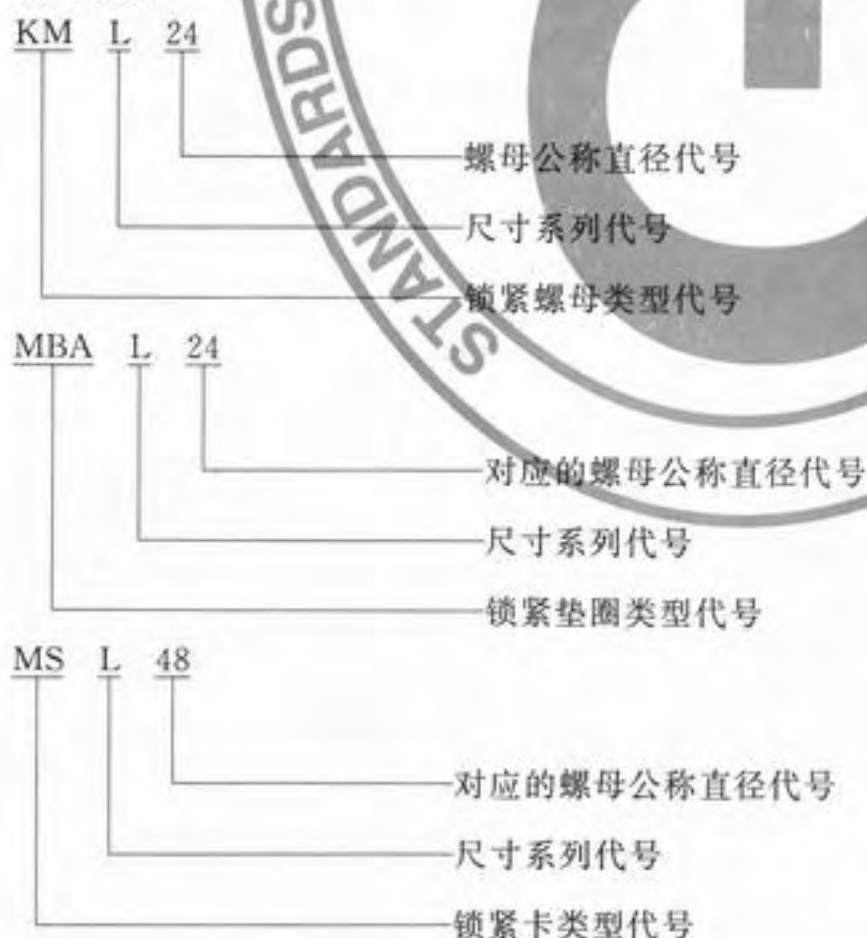 KM L 24
螺母公称直径代号
尺寸系列代号
锁紧螺母类型代号
MBA L 24
对应的螺母公称直径代号
尺寸系列代号
锁紧垫圈类型代号
MS L 48
对应的螺母公称直径代号
尺寸系列代号
锁紧卡类型代号
STANDARDS